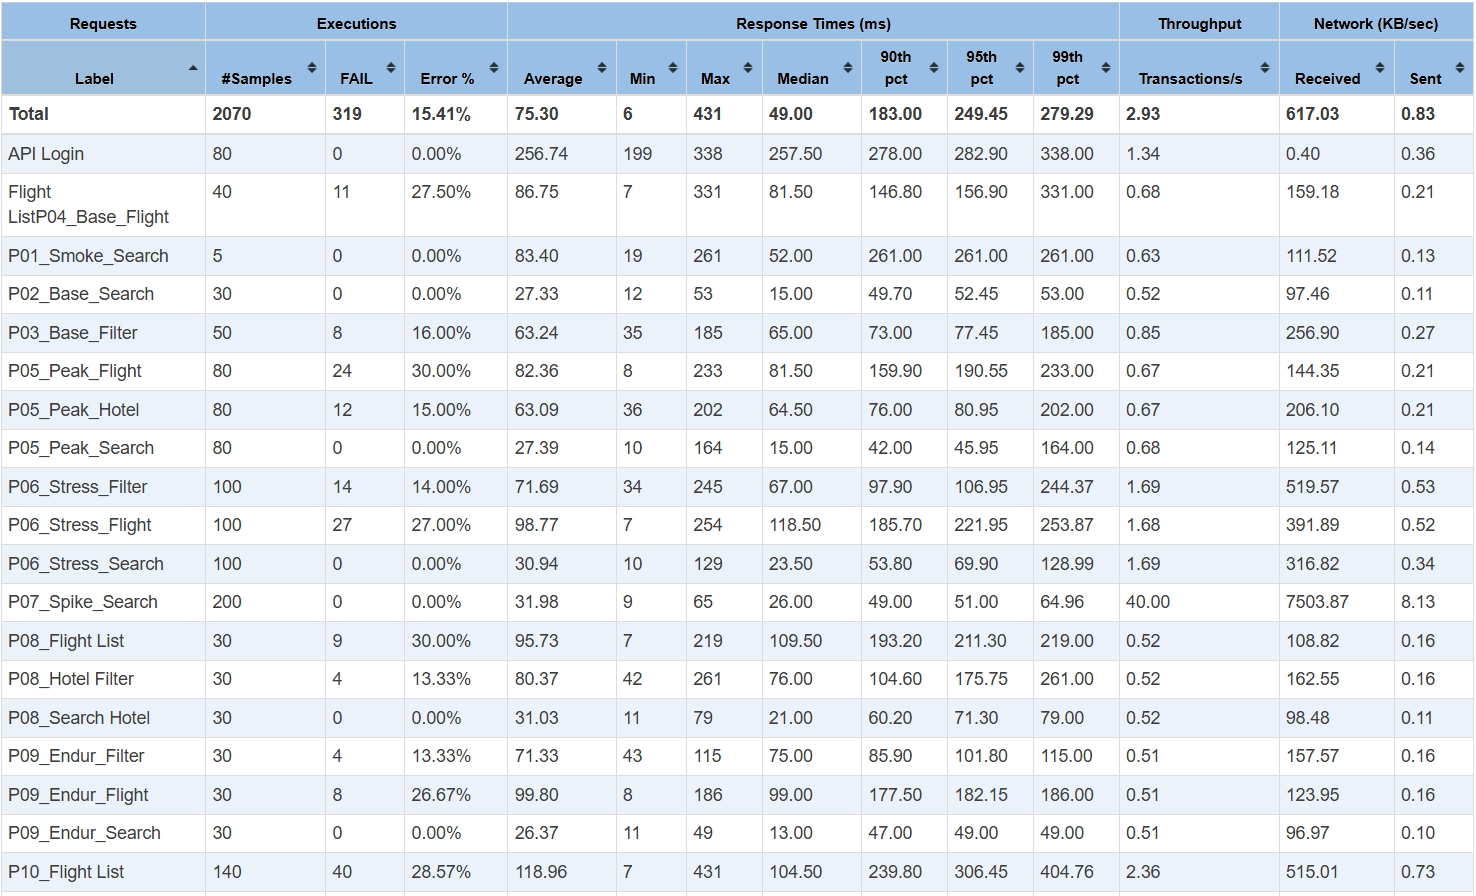 Requests Executions Response Times (ms) Throughput Network (KB/sec)
Label #Samples FAIL Error % Average Min Max Median 90th pct 95th pct 99th pct Transactions/s Received Sent
Total 2070 319 15.41% 75.30 6 431 49.00 183.00 249.45 279.29 2.93 617.03 0.83
API Login 80 0 0.00% 256.74 199 338 257.50 278.00 282.90 338.00 1.34 0.40 0.36
Flight ListP04_Base_Flight 40 11 27.50% 86.75 7 331 81.50 146.80 156.90 331.00 0.68 159.18 0.21
P01_Smoke_Search 5 0 0.00% 83.40 19 261 52.00 261.00 261.00 261.00 0.63 111.52 0.13
P02_Base_Search 30 0 0.00% 27.33 12 53 15.00 49.70 52.45 53.00 0.52 97.46 0.11
P03_Base_Filter 50 8 16.00% 63.24 35 185 65.00 73.00 77.45 185.00 0.85 256.90 0.27
P05_Peak_Flight 80 24 30.00% 82.36 8 233 81.50 159.90 190.55 233.00 0.67 144.35 0.21
P05_Peak_Hotel 80 12 15.00% 63.09 36 202 64.50 76.00 80.95 202.00 0.67 206.10 0.21
P05_Peak_Search 80 0 0.00% 27.39 10 164 15.00 42.00 45.95 164.00 0.68 125.11 0.14
P06_Stress_Filter 100 14 14.00% 71.69 34 245 67.00 97.90 106.95 244.37 1.69 519.57 0.53
P06_Stress_Flight 100 27 27.00% 98.77 7 254 118.50 185.70 221.95 253.87 1.68 391.89 0.52
P06_Stress_Search 100 0 0.00% 30.94 10 129 23.50 53.80 69.90 128.99 1.69 316.82 0.34
P07_Spike_Search 200 0 0.00% 31.98 9 65 26.00 49.00 51.00 64.96 40.00 7503.87 8.13
P08_Flight List 30 9 30.00% 95.73 7 219 109.50 193.20 211.30 219.00 0.52 108.82 0.16
P08_Hotel Filter 30 4 13.33% 80.37 42 261 76.00 104.60 175.75 261.00 0.52 162.55 0.16
P08_Search Hotel 30 0 0.00% 31.03 11 79 21.00 60.20 71.30 79.00 0.52 98.48 0.11
P09_Endur_Filter 30 4 13.33% 71.33 43 115 75.00 85.90 101.80 115.00 0.51 157.57 0.16
P09_Endur_Flight 30 8 26.67% 99.80 8 186 99.00 177.50 182.15 186.00 0.51 123.95 0.16
P09_Endur_Search 30 0 0.00% 26.37 11 49 13.00 47.00 49.00 49.00 0.51 96.97 0.10
P10_Flight List 140 40 28.57% 118.96 7 431 104.50 239.80 306.45 404.76 2.36 515.01 0.73